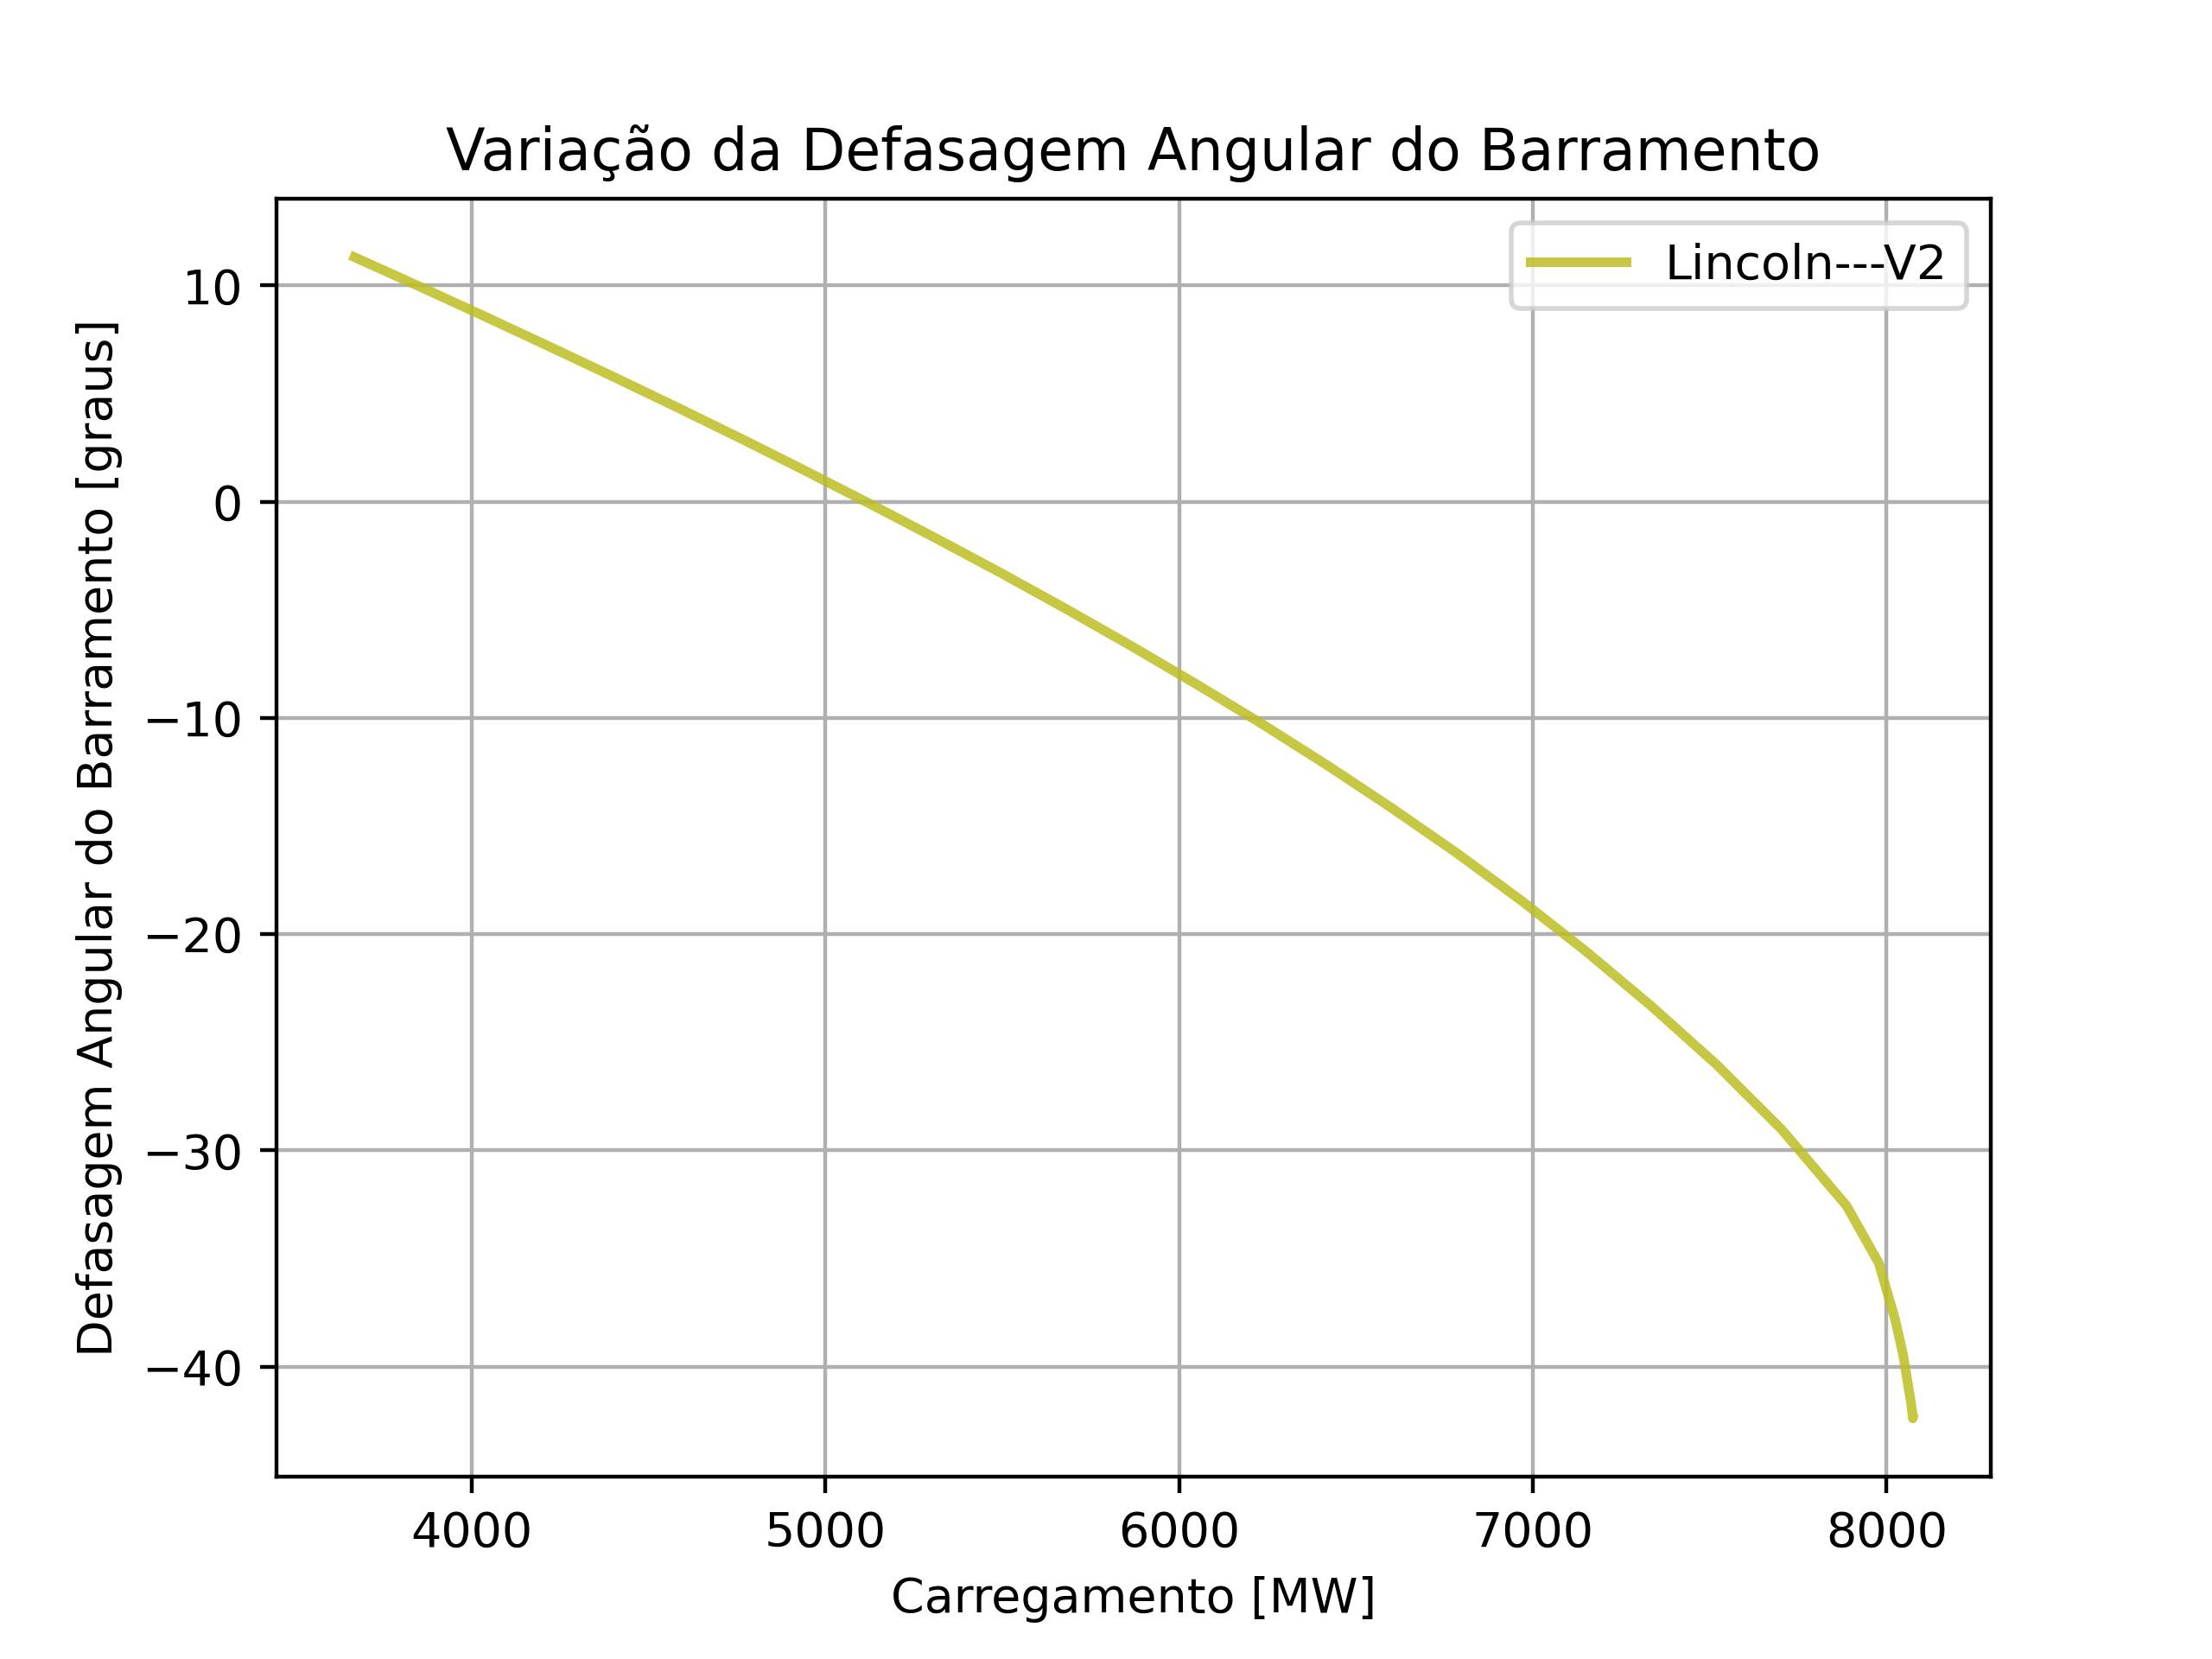 Variação da Defasagem Angular do Barramento
Lincoln---V2
Defasagem Angular do Barramento [graus]
10
0
−10
−20
−30
−40
4000 5000 6000 7000 8000
Carregamento [MW]